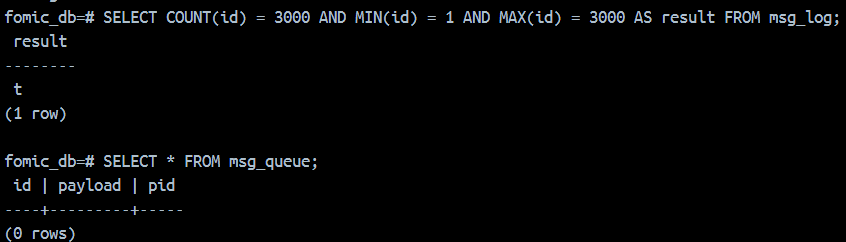 fomic_db=# SELECT COUNT(id) = 3000 AND MIN(id) = 1 AND MAX(id) = 3000 AS result FROM msg_log;
 result
--------
 t
(1 row)

fomic_db=# SELECT * FROM msg_queue;
 id | payload | pid
----+---------+-----
(0 rows)